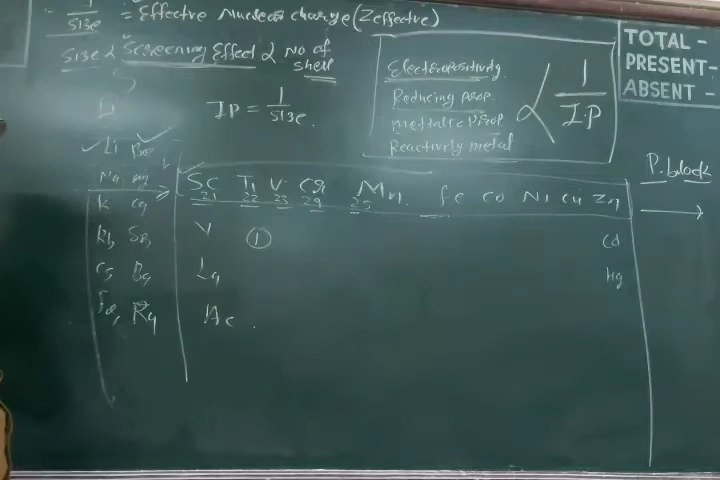 1/size = Effective Nuclear charge (Zeffective)
Size α Screening Effect α No of shell
IP = 1/size.
Electropositivity
Reducing prop.
metallic prop
Reactively metal
α 1/I.P
TOTAL -
PRESENT-
ABSENT -
P.block
Li
Li Be
Na Mg
K Ca Sc Ti V Cr Mn Fe Co Ni Cu Zn
21 22 23 24 25
Rb, Sr, Y ① Cd
Cs Ba La Hg
Fr, Ra Ac.